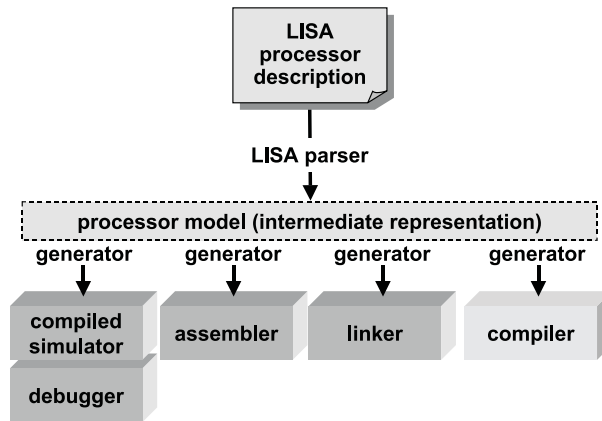 LISA
processor
description
LISA parser
processor model (intermediate representation)
generator generator generator generator
compiled
simulator
assembler
linker
compiler
debugger